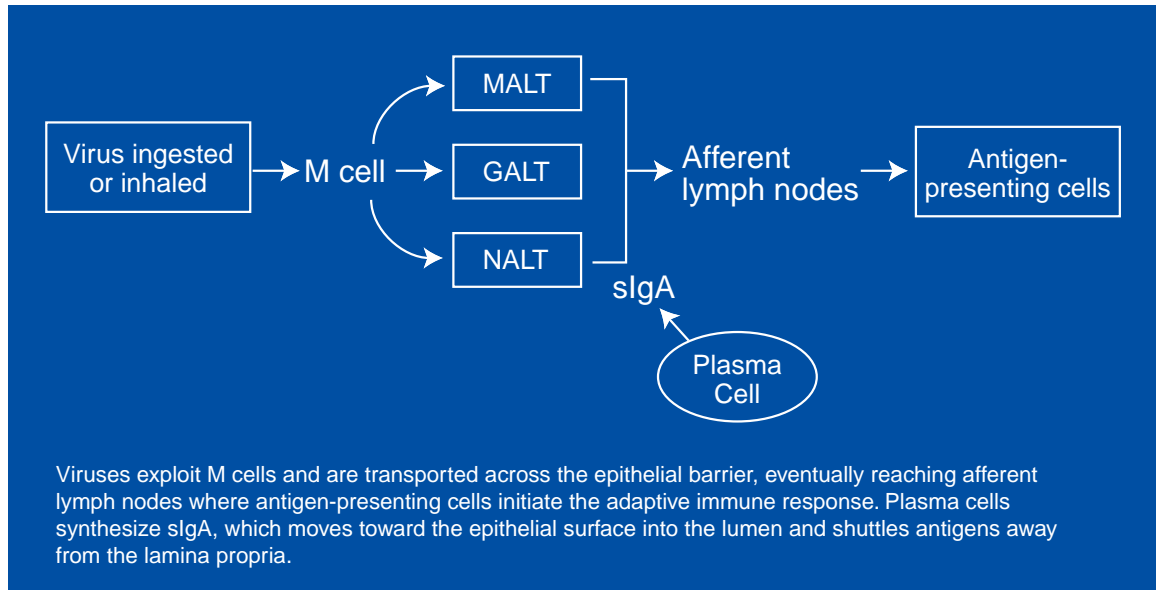 MALT
Virus ingested
or inhaled
M cell
GALT
Afferent
lymph nodes
Antigen-
presenting cells
NALT
sIgA
Plasma
Cell
Viruses exploit M cells and are transported across the epithelial barrier, eventually reaching afferent
lymph nodes where antigen-presenting cells initiate the adaptive immune response. Plasma cells
synthesize sIgA, which moves toward the epithelial surface into the lumen and shuttles antigens away
from the lamina propria.